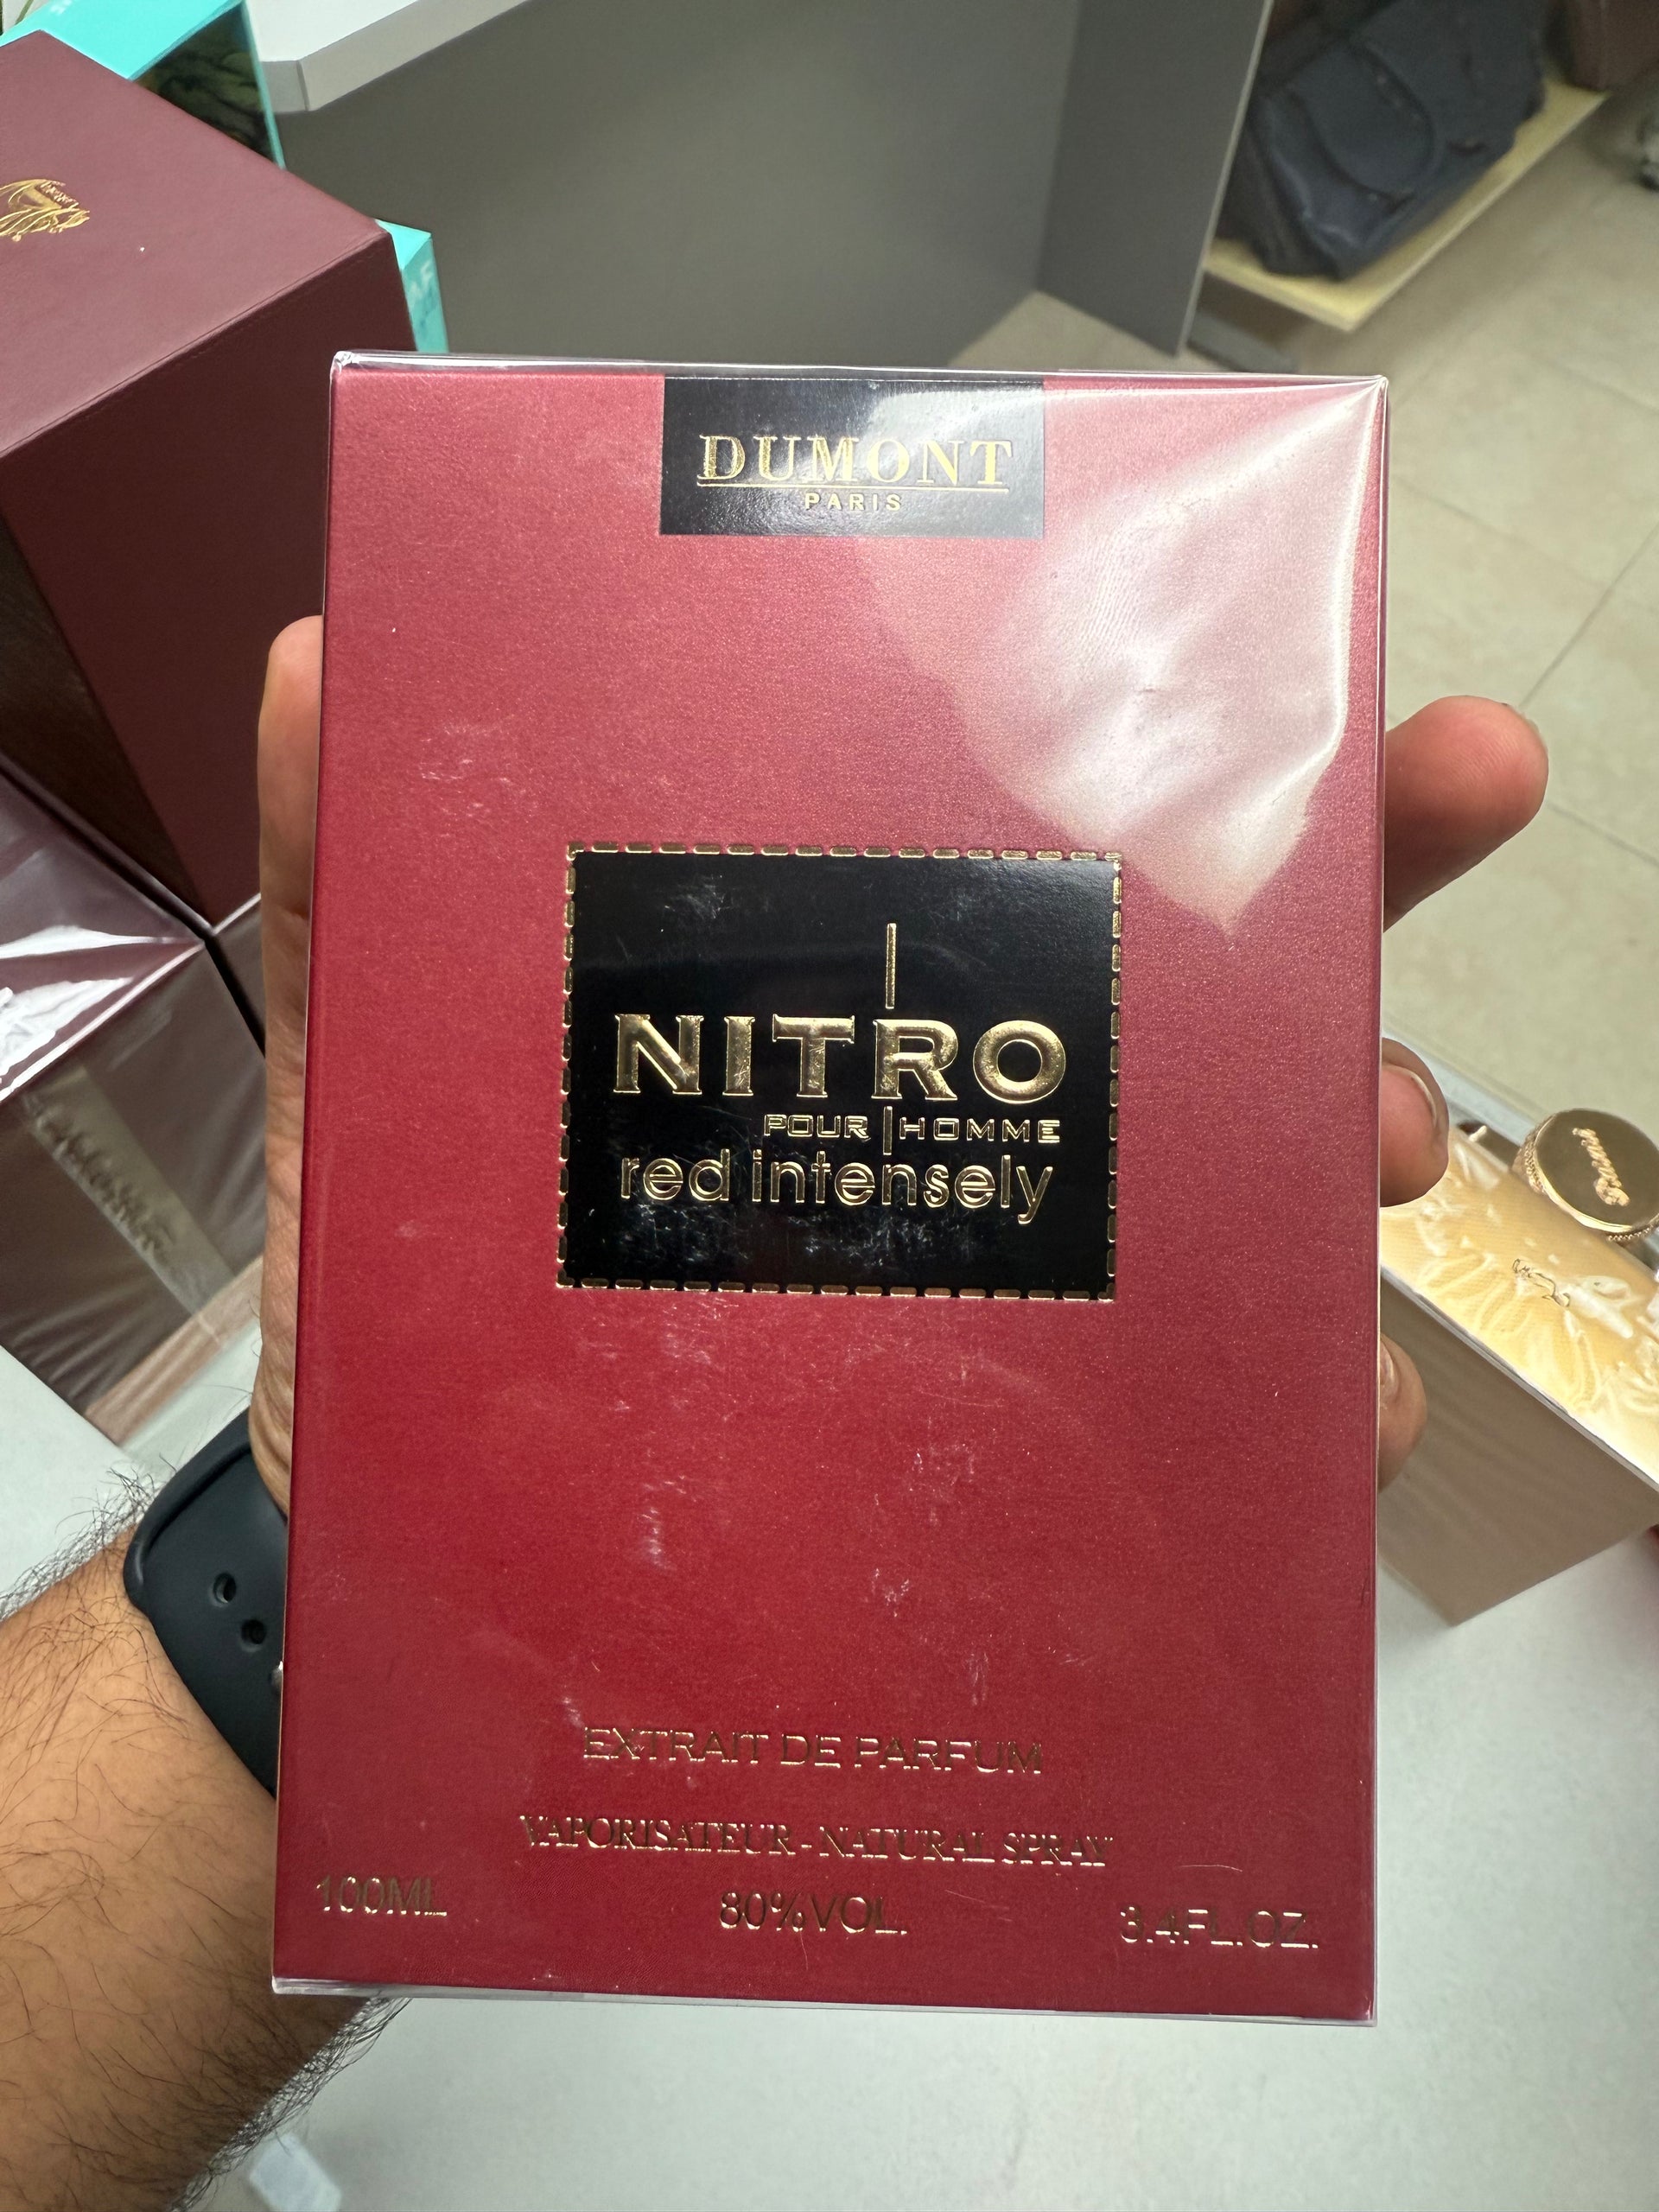 DUMONT
PARIS
NITRO
POUR HOMME
red intensely
EXTRAIT DE PARFUM
VAPORISATEUR - NATURAL SPRAY
100ML 80%VOL. 3.4FL.OZ.